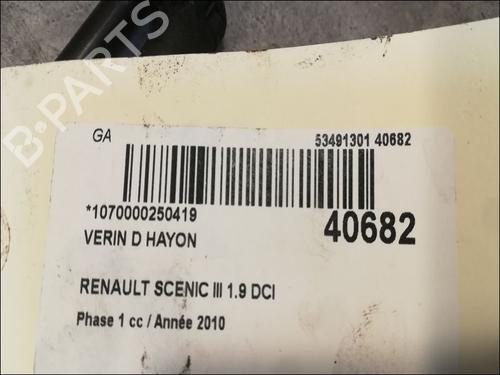 B-PARTS
GA
53491301 40682
*1070000250419
40682
VERIN D HAYON
RENAULT SCENIC III 1.9 DCI
Phase 1 cc / Année 2010